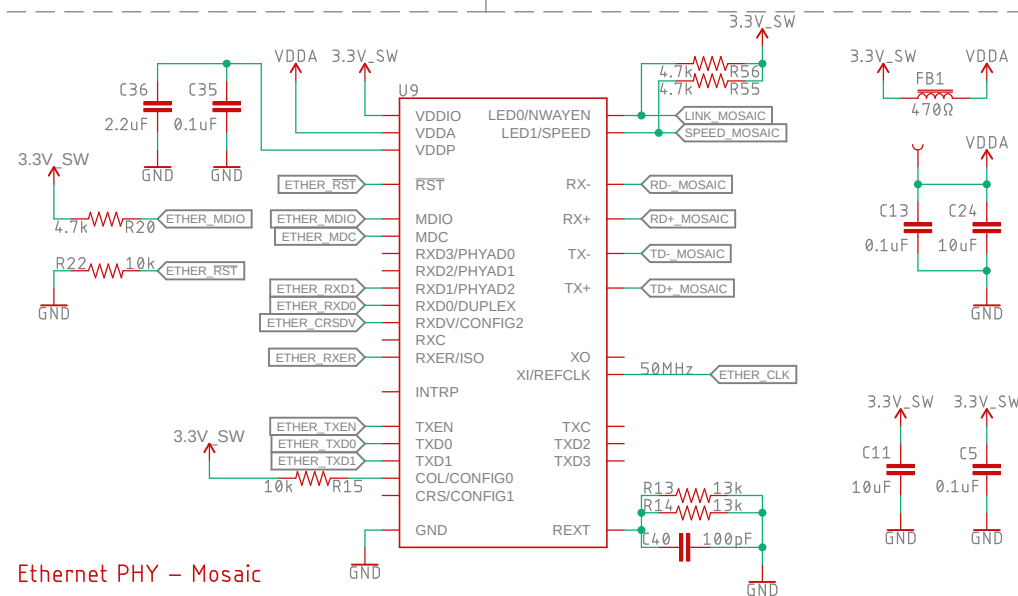 3.3V_SW
VDDA
3.3V_SW
4.7k
R56
4.7k
R55
C36
2.2uF
C35
0.1uF
GND
GND
U9
VDDIO
VDDA
VDDP
RST
MDIO
MDC
RXD3/PHYAD0
RXD2/PHYAD1
RXD1/PHYAD2
RXD0/DUPLEX
RXDV/CONFIG2
RXC
RXER/ISO
INTRP
TXEN
TXD0
TXD1
COL/CONFIG0
CRS/CONFIG1
GND
LED0/NWAYEN
LED1/SPEED
RX-
RX+
TX-
TX+
XO
XI/REFCLK
TXC
TXD2
TXD3
REXT
LINK_MOSAIC
SPEED_MOSAIC
RD-_MOSAIC
RD+_MOSAIC
TD-_MOSAIC
TD+_MOSAIC
50MHz
ETHER_CLK
3.3V_SW
4.7k
R20
ETHER_MDIO
R22
10k
ETHER_RST
GND
ETHER_RST
ETHER_MDIO
ETHER_MDC
ETHER_RXD1
ETHER_RXD0
ETHER_CRSDV
ETHER_RXER
ETHER_TXEN
ETHER_TXD0
ETHER_TXD1
3.3V_SW
10k
R15
GND
R13
13k
R14
13k
C40
100pF
GND
3.3V_SW
FB1
470Ω
VDDA
VDDA
C13
0.1uF
C24
10uF
GND
3.3V_SW
C11
10uF
GND
3.3V_SW
C5
0.1uF
GND
Ethernet PHY – Mosaic